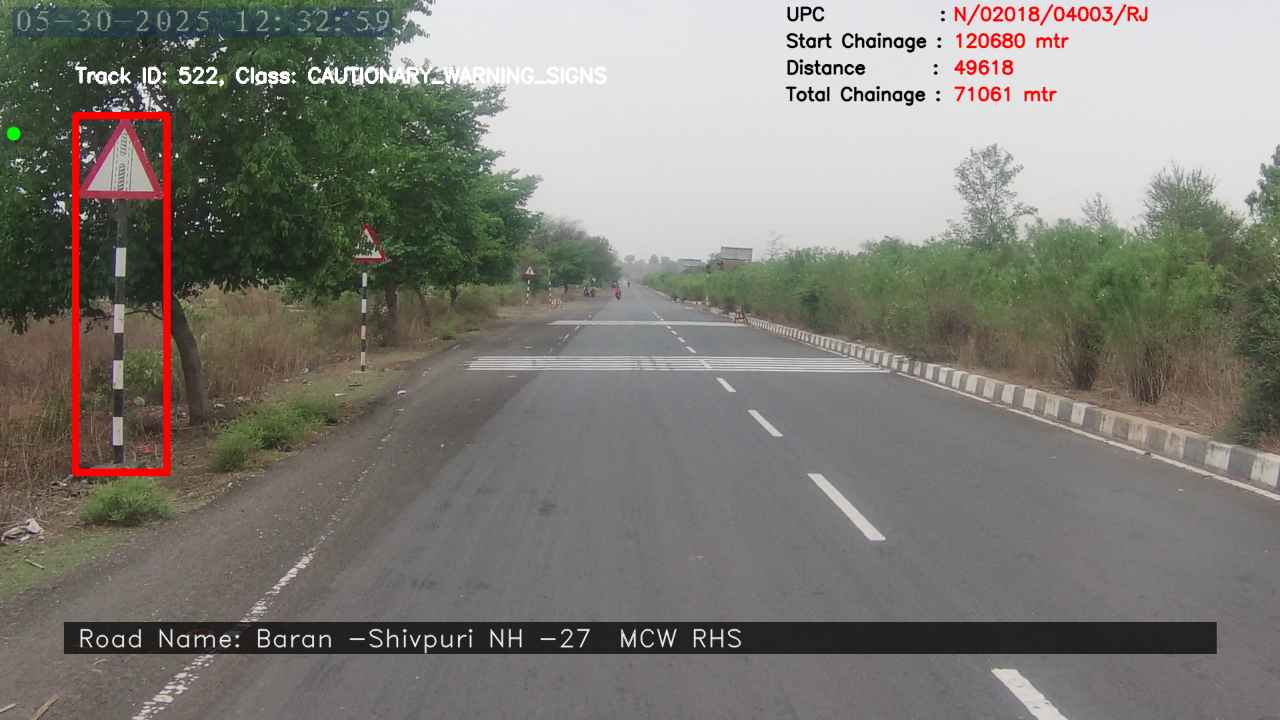 05-30-2025 12:32:59
UPC : N/02018/04003/RJ
Start Chainage : 120680 mtr
Distance : 49618
Total Chainage : 71061 mtr
Track ID: 522, Class: CAUTIONARY_WARNING_SIGNS
Road Name: Baran -Shivpuri NH -27 MCW RHS